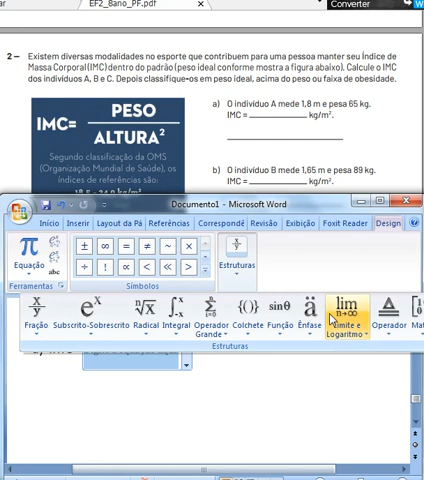 EF2_8ano_PF.pdf
Converter
2 – Existem diversas modalidades no esporte que contribuem para uma pessoa manter seu Índice de
Massa Corporal (IMC) dentro do padrão (peso ideal conforme mostra a figura abaixo). Calcule o IMC
dos indivíduos A, B e C. Depois classifique-os em peso ideal, acima do peso ou faixa de obesidade.
IMC= PESO
ALTURA²
Segundo classificação da OMS
(Organização Mundial de Saúde), os
índices de referências são:
a) O indivíduo A mede 1,8 m e pesa 65 kg.
IMC = ____________ kg/m².
b) O indivíduo B mede 1,65 m e pesa 89 kg.
IMC = ____________ kg/m².
Documento1 - Microsoft Word
Início Inserir Layout da Pá Referências Correspondê Revisão Exibição Foxit Reader Design
π ± ∞ = ≠ ~ ×
Equação abc ÷ ! ∝ < ≪ >
Estruturas
Ferramentas Símbolos
Fração Subscrito-Sobrescrito Radical Integral Operador Grande Colchete Função Ênfase Limite e Logaritmo Operador
Estruturas